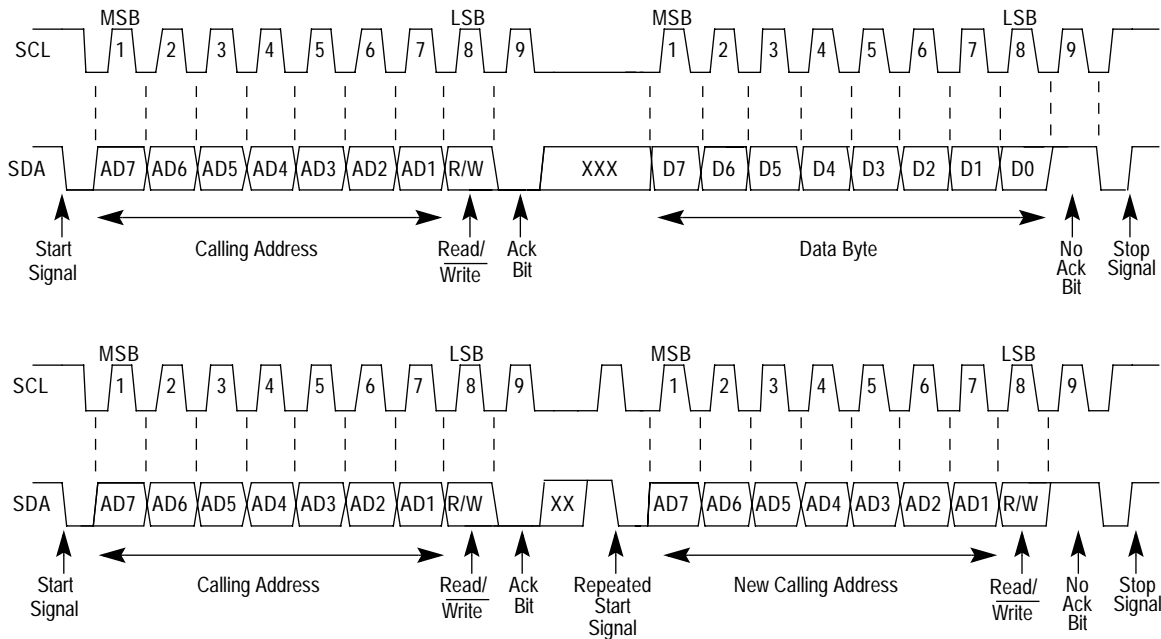 MSB LSB MSB LSB
SCL 1 2 3 4 5 6 7 8 9 1 2 3 4 5 6 7 8 9
SDA AD7 AD6 AD5 AD4 AD3 AD2 AD1 R/W XXX D7 D6 D5 D4 D3 D2 D1 D0
Start Signal
Calling Address
Read/
Write
Ack
Bit
Data Byte
No
Ack
Bit
Stop
Signal
MSB LSB MSB LSB
SCL 1 2 3 4 5 6 7 8 9 1 2 3 4 5 6 7 8 9
SDA AD7 AD6 AD5 AD4 AD3 AD2 AD1 R/W XX AD7 AD6 AD5 AD4 AD3 AD2 AD1 R/W
Start
Signal
Calling Address
Read/
Write
Ack
Bit
Repeated
Start
Signal
New Calling Address
Read/
Write
No
Ack
Bit
Stop
Signal